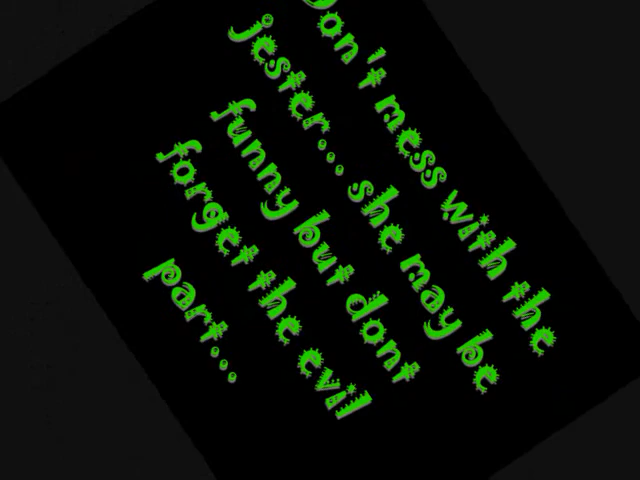 Don't mess with the
jester... she may be
funny but dont
forget the evil
part...